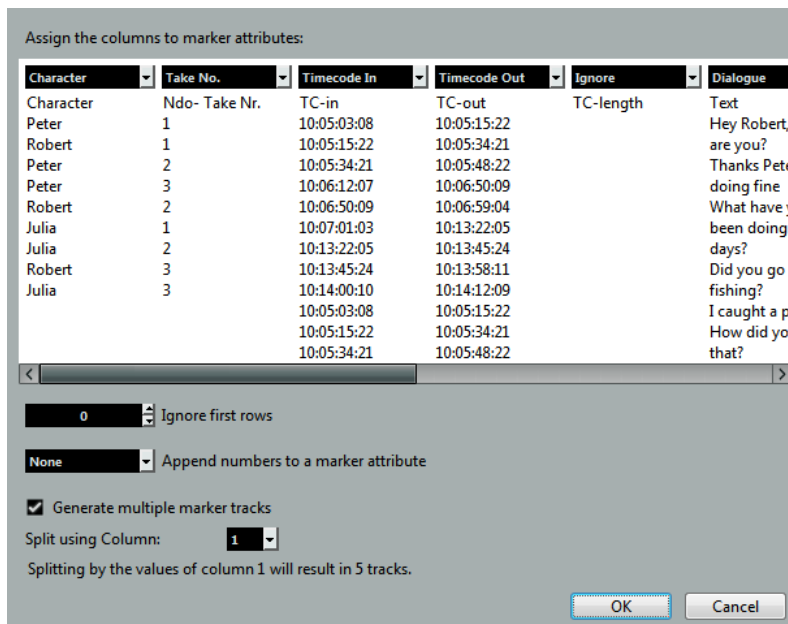 Assign the columns to marker attributes:
Character Take No. Timecode In Timecode Out Ignore Dialogue
Character Ndo- Take Nr. TC-in TC-out TC-length Text
Peter 1 10:05:03:08 10:05:15:22 Hey Robert,
Robert 1 10:05:15:22 10:05:34:21 are you?
Peter 2 10:05:34:21 10:05:48:22 Thanks Pete
Peter 3 10:06:12:07 10:06:50:09 doing fine
Robert 2 10:06:50:09 10:06:59:04 What have
Julia 1 10:07:01:03 10:13:22:05 been doing
Julia 2 10:13:22:05 10:13:45:24 days?
Robert 3 10:13:45:24 10:13:58:11 Did you go
Julia 3 10:14:00:10 10:14:12:09 fishing?
10:05:03:08 10:05:15:22 I caught a p
10:05:15:22 10:05:34:21 How did yo
10:05:34:21 10:05:48:22 that?
0 Ignore first rows
None Append numbers to a marker attribute
Generate multiple marker tracks
Split using Column: 1
Splitting by the values of column 1 will result in 5 tracks.
OK Cancel